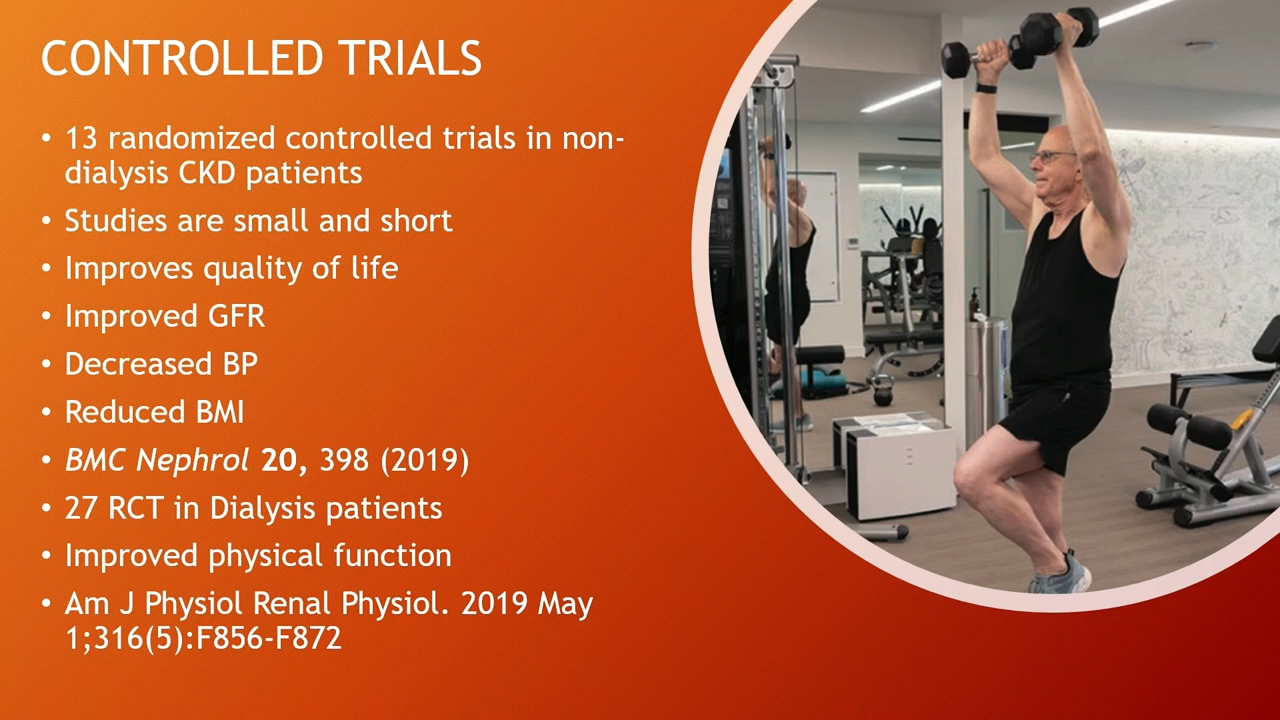 CONTROLLED TRIALS
• 13 randomized controlled trials in non-
dialysis CKD patients
• Studies are small and short
• Improves quality of life
• Improved GFR
• Decreased BP
• Reduced BMI
• BMC Nephrol 20, 398 (2019)
• 27 RCT in Dialysis patients
• Improved physical function
• Am J Physiol Renal Physiol. 2019 May
1;316(5):F856-F872